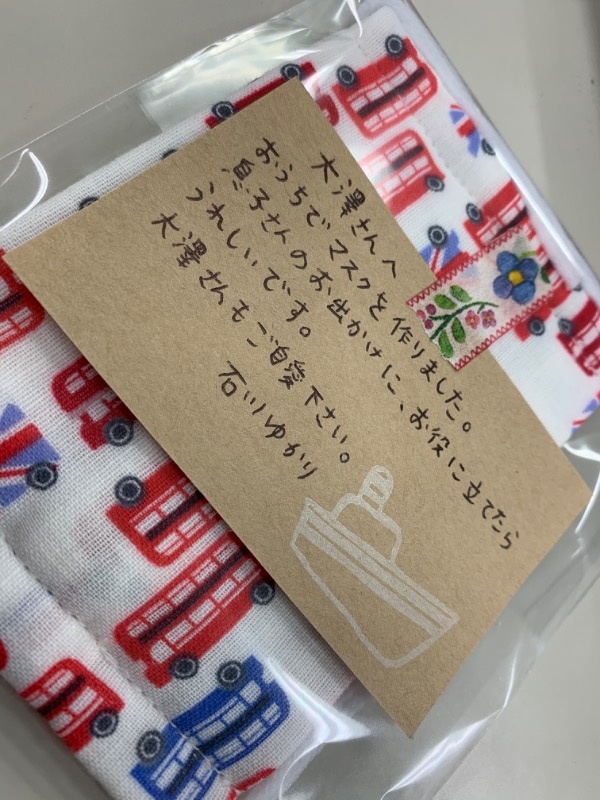 大澤さんへ
おうちでマスクを作りました。
息子さんのお出かけに、お役に立てたら
うれしいです。
大澤さんもご自愛下さい。
石川ゆかり